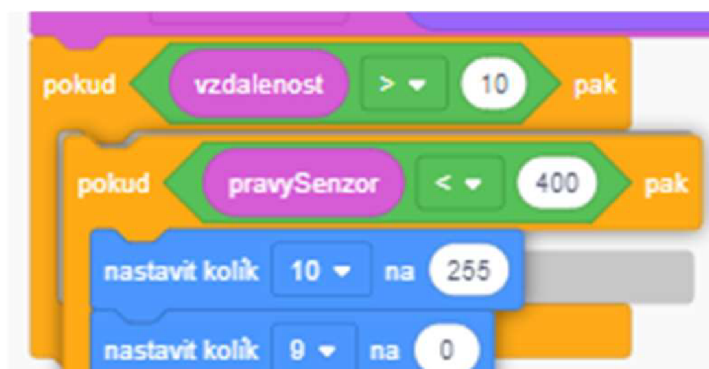 pokud vzdalenost > 10 pak
pokud pravySenzor < 400 pak
nastavit kolík 10 na 255
nastavit kolík 9 na 0